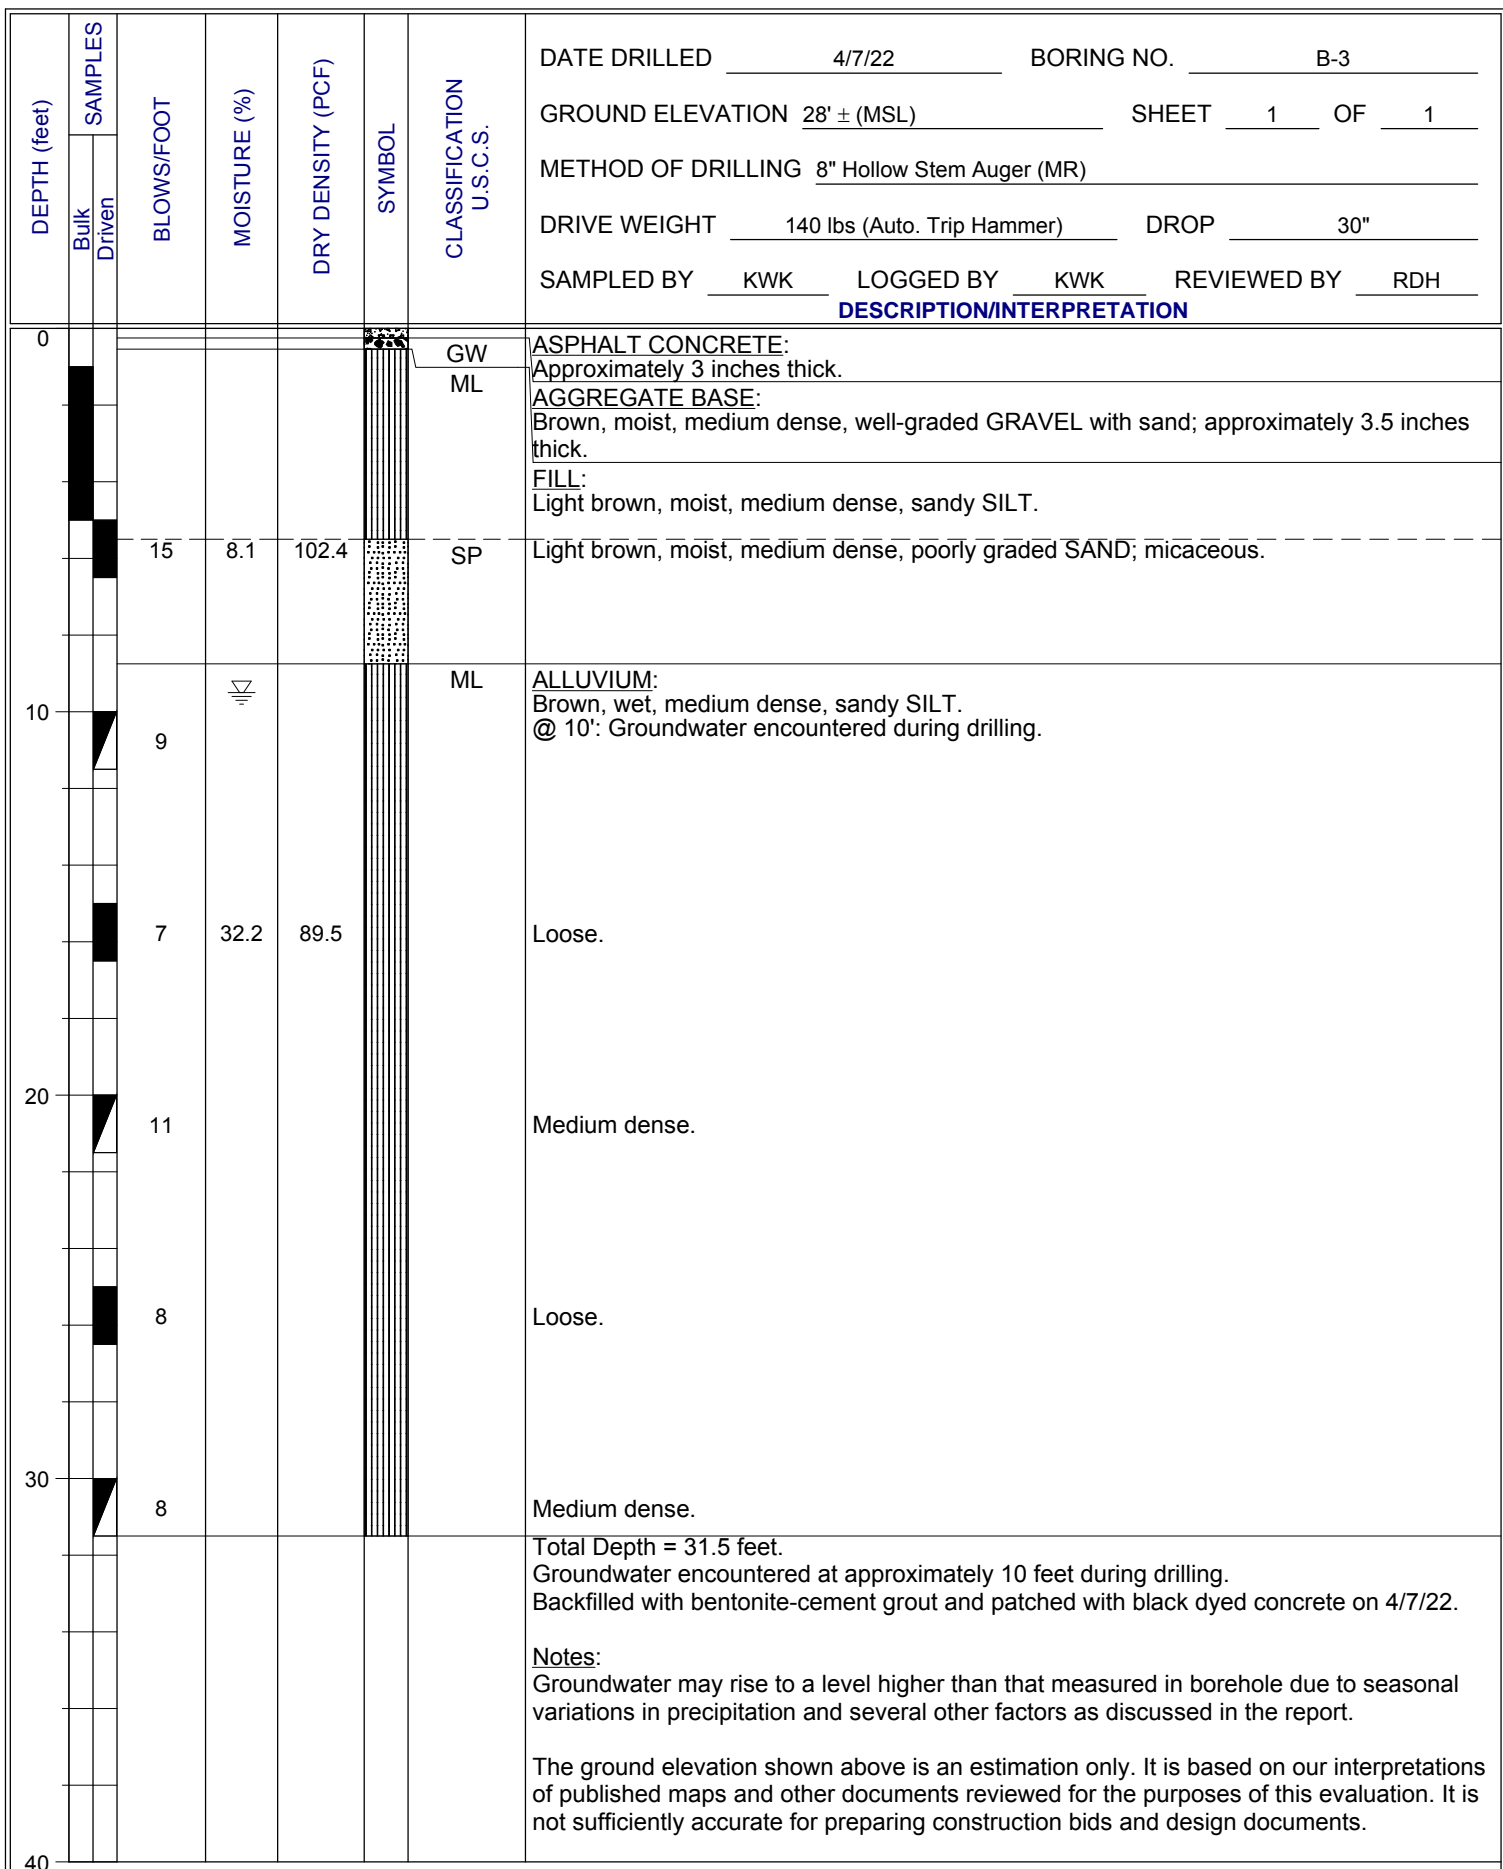 DEPTH (feet)
SAMPLES
Bulk
Driven
BLOWS/FOOT
MOISTURE (%)
DRY DENSITY (PCF)
SYMBOL
CLASSIFICATION
U.S.C.S.
DATE DRILLED 4/7/22 BORING NO. B-3
GROUND ELEVATION 28' ± (MSL) SHEET 1 OF 1
METHOD OF DRILLING 8" Hollow Stem Auger (MR)
DRIVE WEIGHT 140 lbs (Auto. Trip Hammer) DROP 30"
SAMPLED BY KWK LOGGED BY KWK REVIEWED BY RDH
DESCRIPTION/INTERPRETATION
0
GW
ASPHALT CONCRETE:
Approximately 3 inches thick.
ML
AGGREGATE BASE:
Brown, moist, medium dense, well-graded GRAVEL with sand; approximately 3.5 inches
thick.
FILL:
Light brown, moist, medium dense, sandy SILT.
15 8.1 102.4 SP Light brown, moist, medium dense, poorly graded SAND; micaceous.
ML ALLUVIUM:
Brown, wet, medium dense, sandy SILT.
10
@ 10': Groundwater encountered during drilling.
9
7 32.2 89.5 Loose.
20
11 Medium dense.
8 Loose.
30
8 Medium dense.
Total Depth = 31.5 feet.
Groundwater encountered at approximately 10 feet during drilling.
Backfilled with bentonite-cement grout and patched with black dyed concrete on 4/7/22.
Notes:
Groundwater may rise to a level higher than that measured in borehole due to seasonal
variations in precipitation and several other factors as discussed in the report.
The ground elevation shown above is an estimation only. It is based on our interpretations
of published maps and other documents reviewed for the purposes of this evaluation. It is
not sufficiently accurate for preparing construction bids and design documents.
40